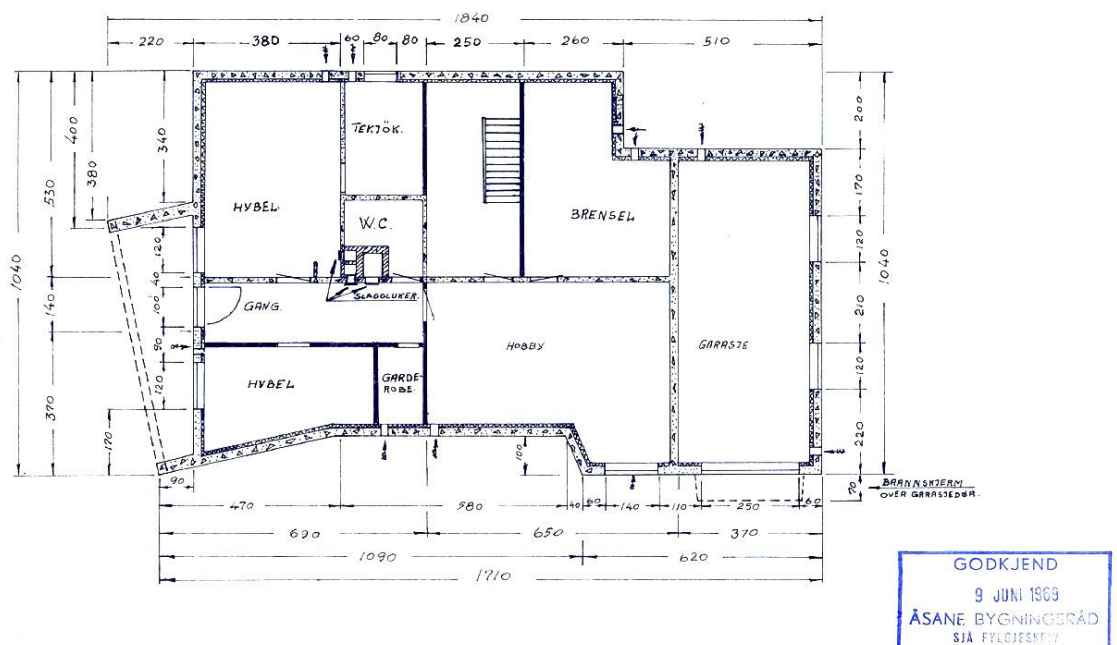 1840
220 380 60 80 80 250 260 510
TEKJÖK.
HYBEL
W.C.
BRENSEL
SLAGGLUKER.
GANG.
HOBBY
GARASJE
HYBEL
GARDE-
ROBE.
1040
530
140
370
400
380
340
120
40
100
90
120
170
200
170
120
210
120
220
70
1040
100
BRANNSKJERM
OVER GARASJEDØR.
90
470 580 40 60 140 110 250 60
690 650 370
1090 620
1710
GODKJEND
9 JUNI 1969
ÅSANE BYGNINGSRÅD
SJÅ FYLGJESKRIV